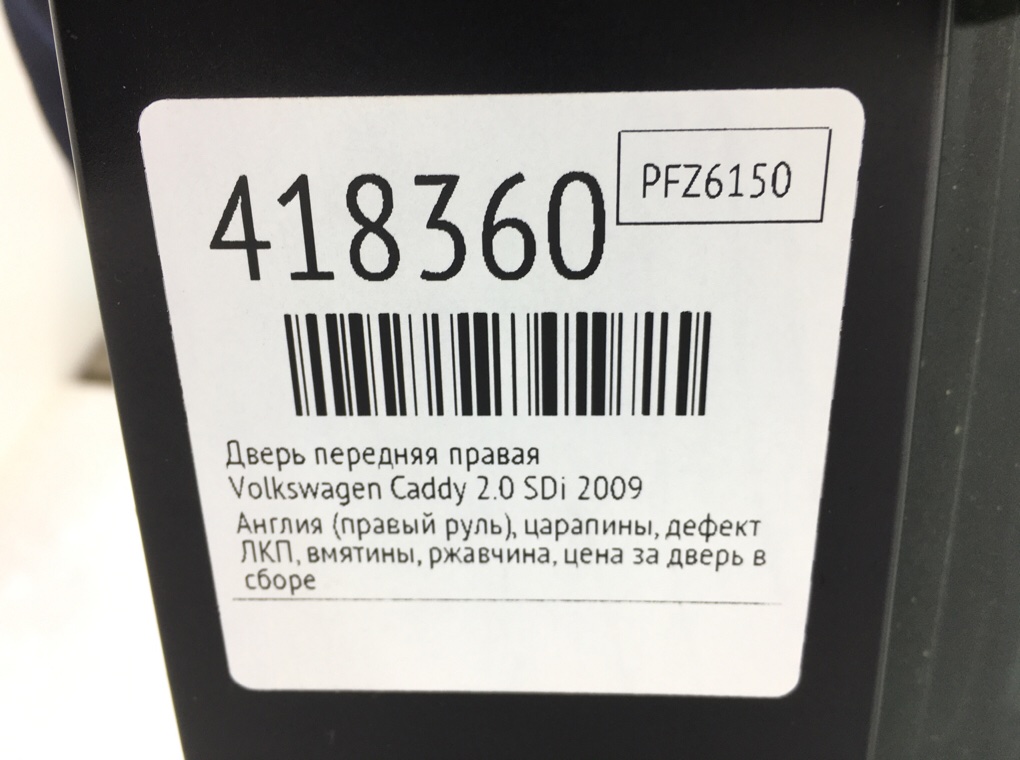 418360
PFZ6150
Дверь передняя правая
Volkswagen Caddy 2.0 SDi 2009
Англия (правый руль), царапины, дефект
ЛКП, вмятины, ржавчина, цена за дверь в
сборе